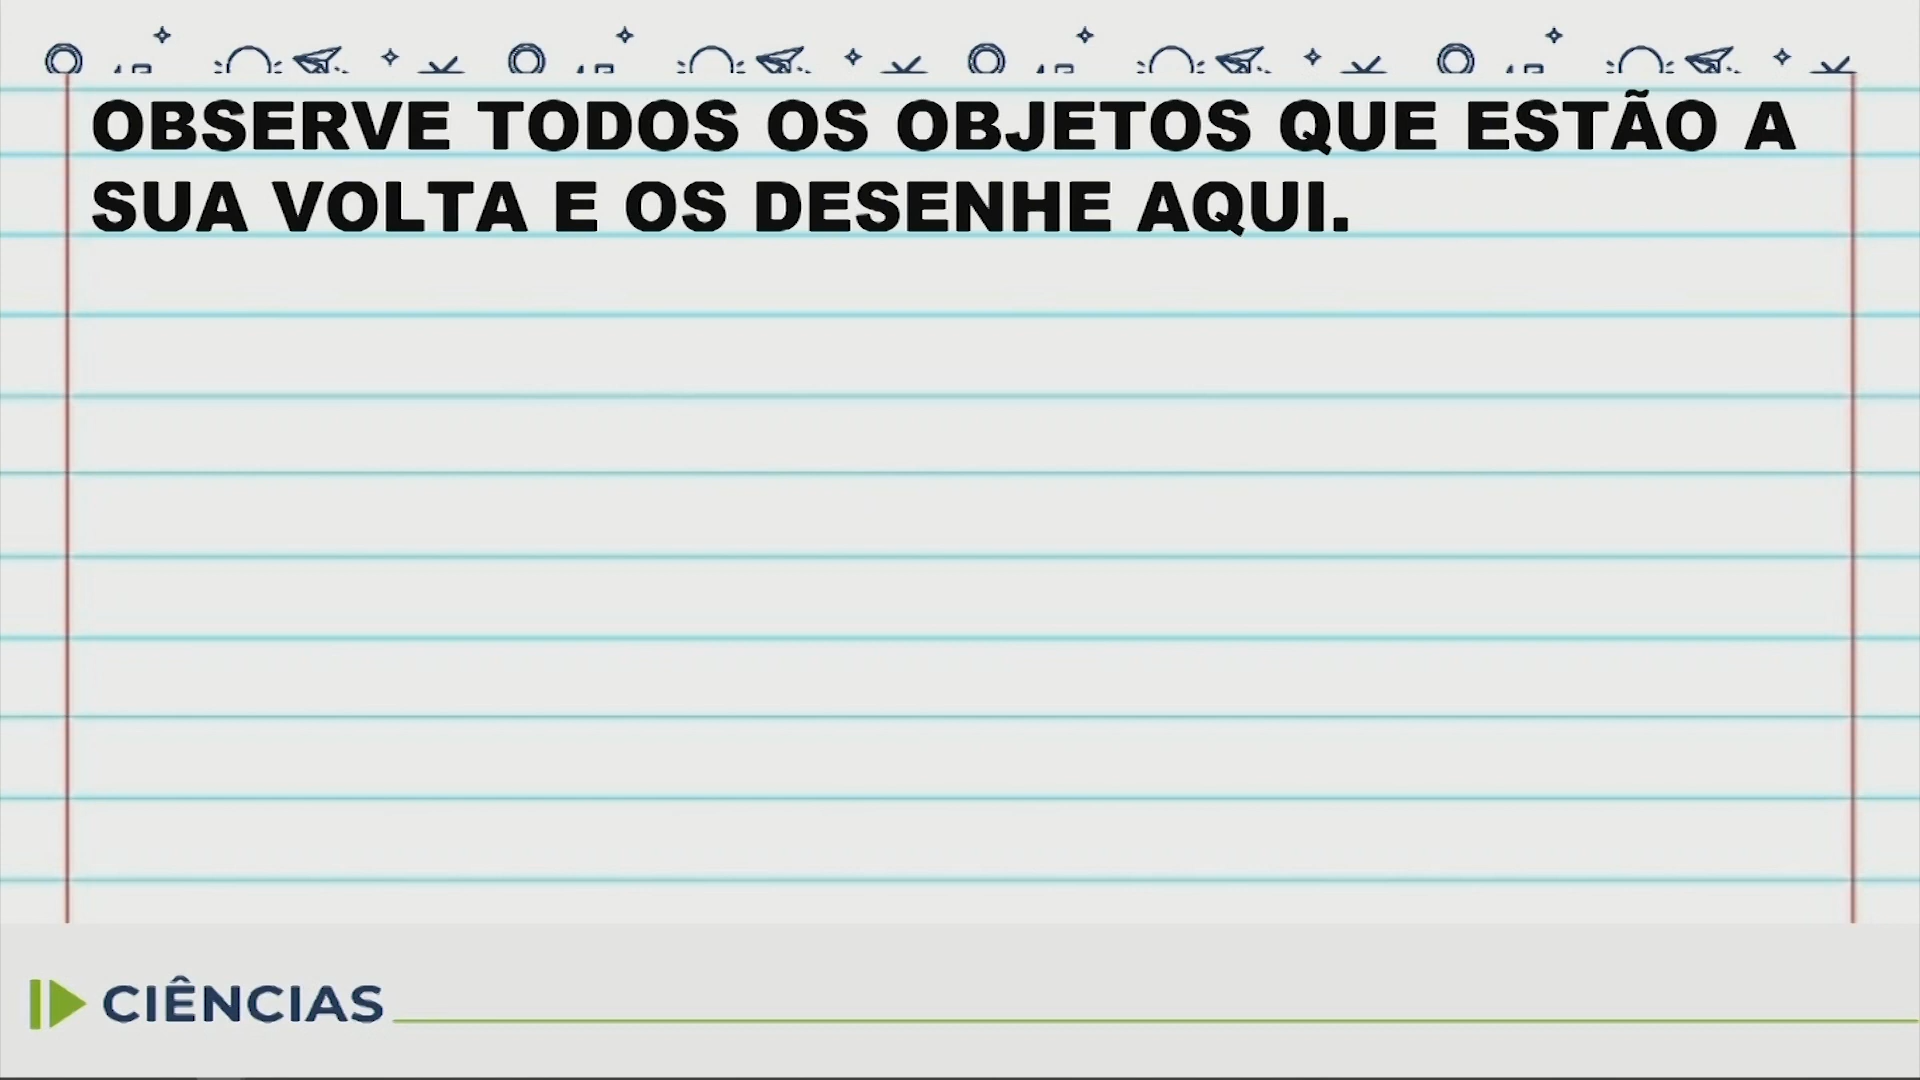 OBSERVE TODOS OS OBJETOS QUE ESTÃO A
SUA VOLTA E OS DESENHE AQUI.
CIÊNCIAS